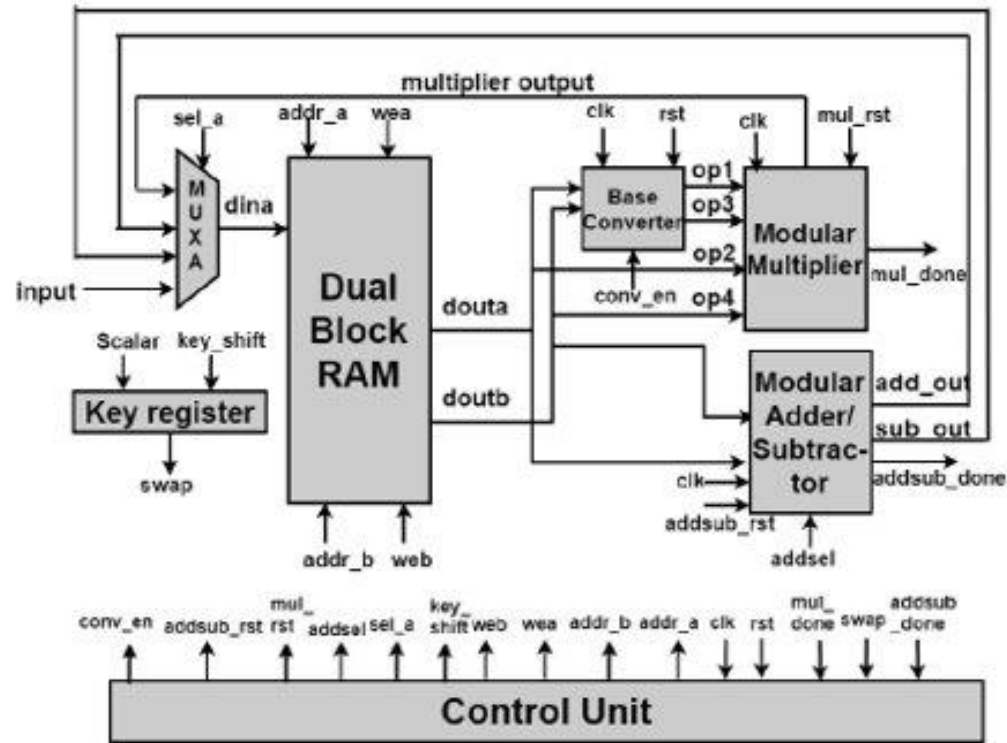 multiplier output
sel_a
addr_a
wea
clk
rst
clk
mul_rst
MUXA
dina
Base
Converter
op1
op3
op2
op4
Modular
Multiplier
mul_done
input
Dual
Block
RAM
douta
doutb
conv_en
Scalar
key_shift
Key register
swap
Modular
Adder/
Subtrac-
tor
add_out
sub_out
addsub_done
clk
addsub_rst
addsel
addr_b
web
conv_en
addsub_rst
mul_
rst
addsel
sel_a
key_
shift
web
wea
addr_b
addr_a
clk
rst
mul_
done
swap
addsub
_done
Control Unit